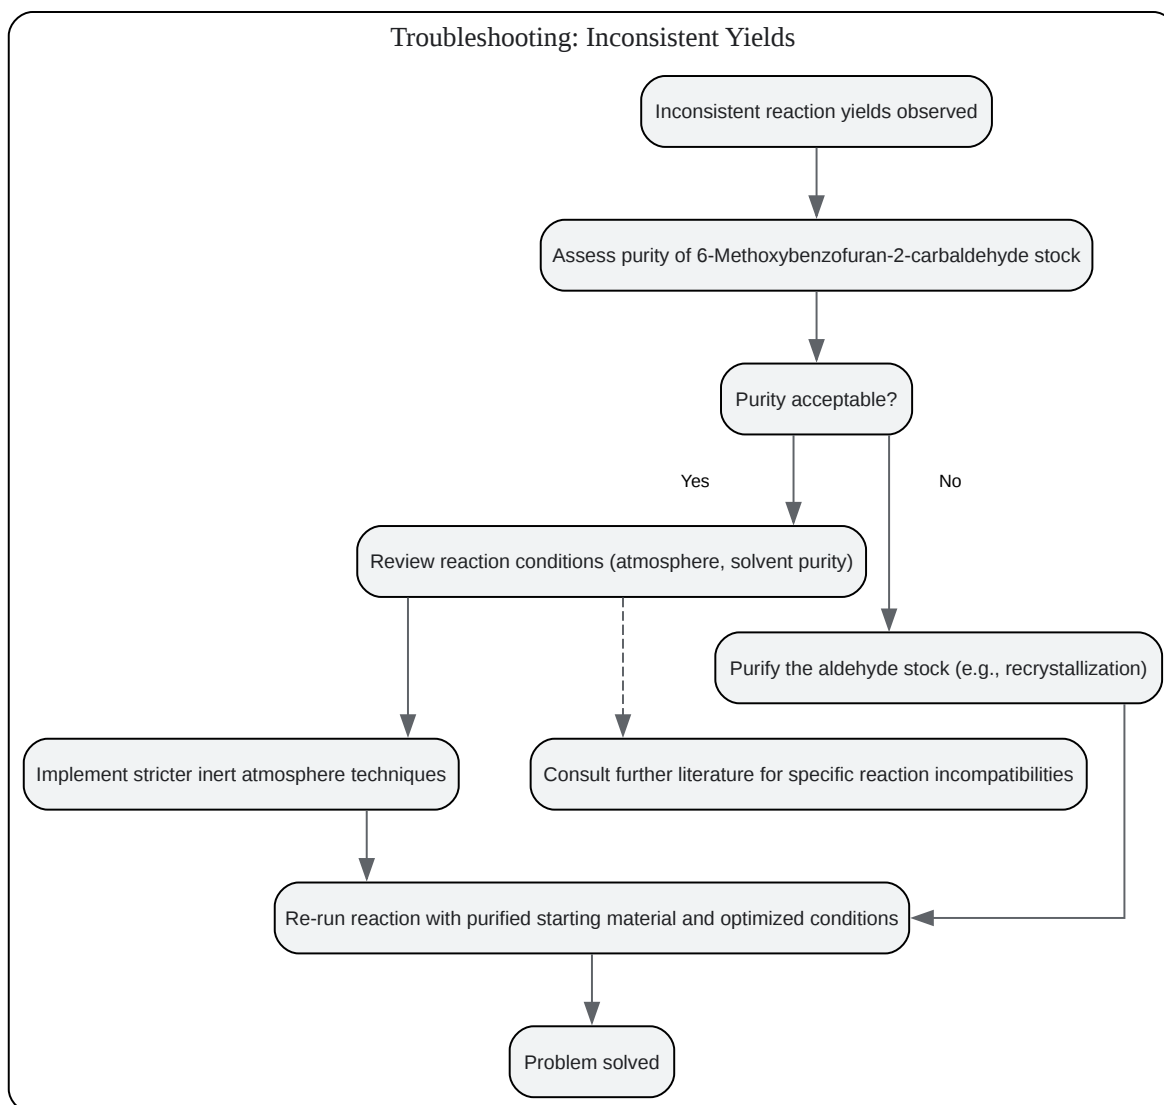 Troubleshooting: Inconsistent Yields
Inconsistent reaction yields observed
Assess purity of 6-Methoxybenzofuran-2-carbaldehyde stock
Purity acceptable?
Yes
No
Review reaction conditions (atmosphere, solvent purity)
Purify the aldehyde stock (e.g., recrystallization)
Implement stricter inert atmosphere techniques
Consult further literature for specific reaction incompatibilities
Re-run reaction with purified starting material and optimized conditions
Problem solved